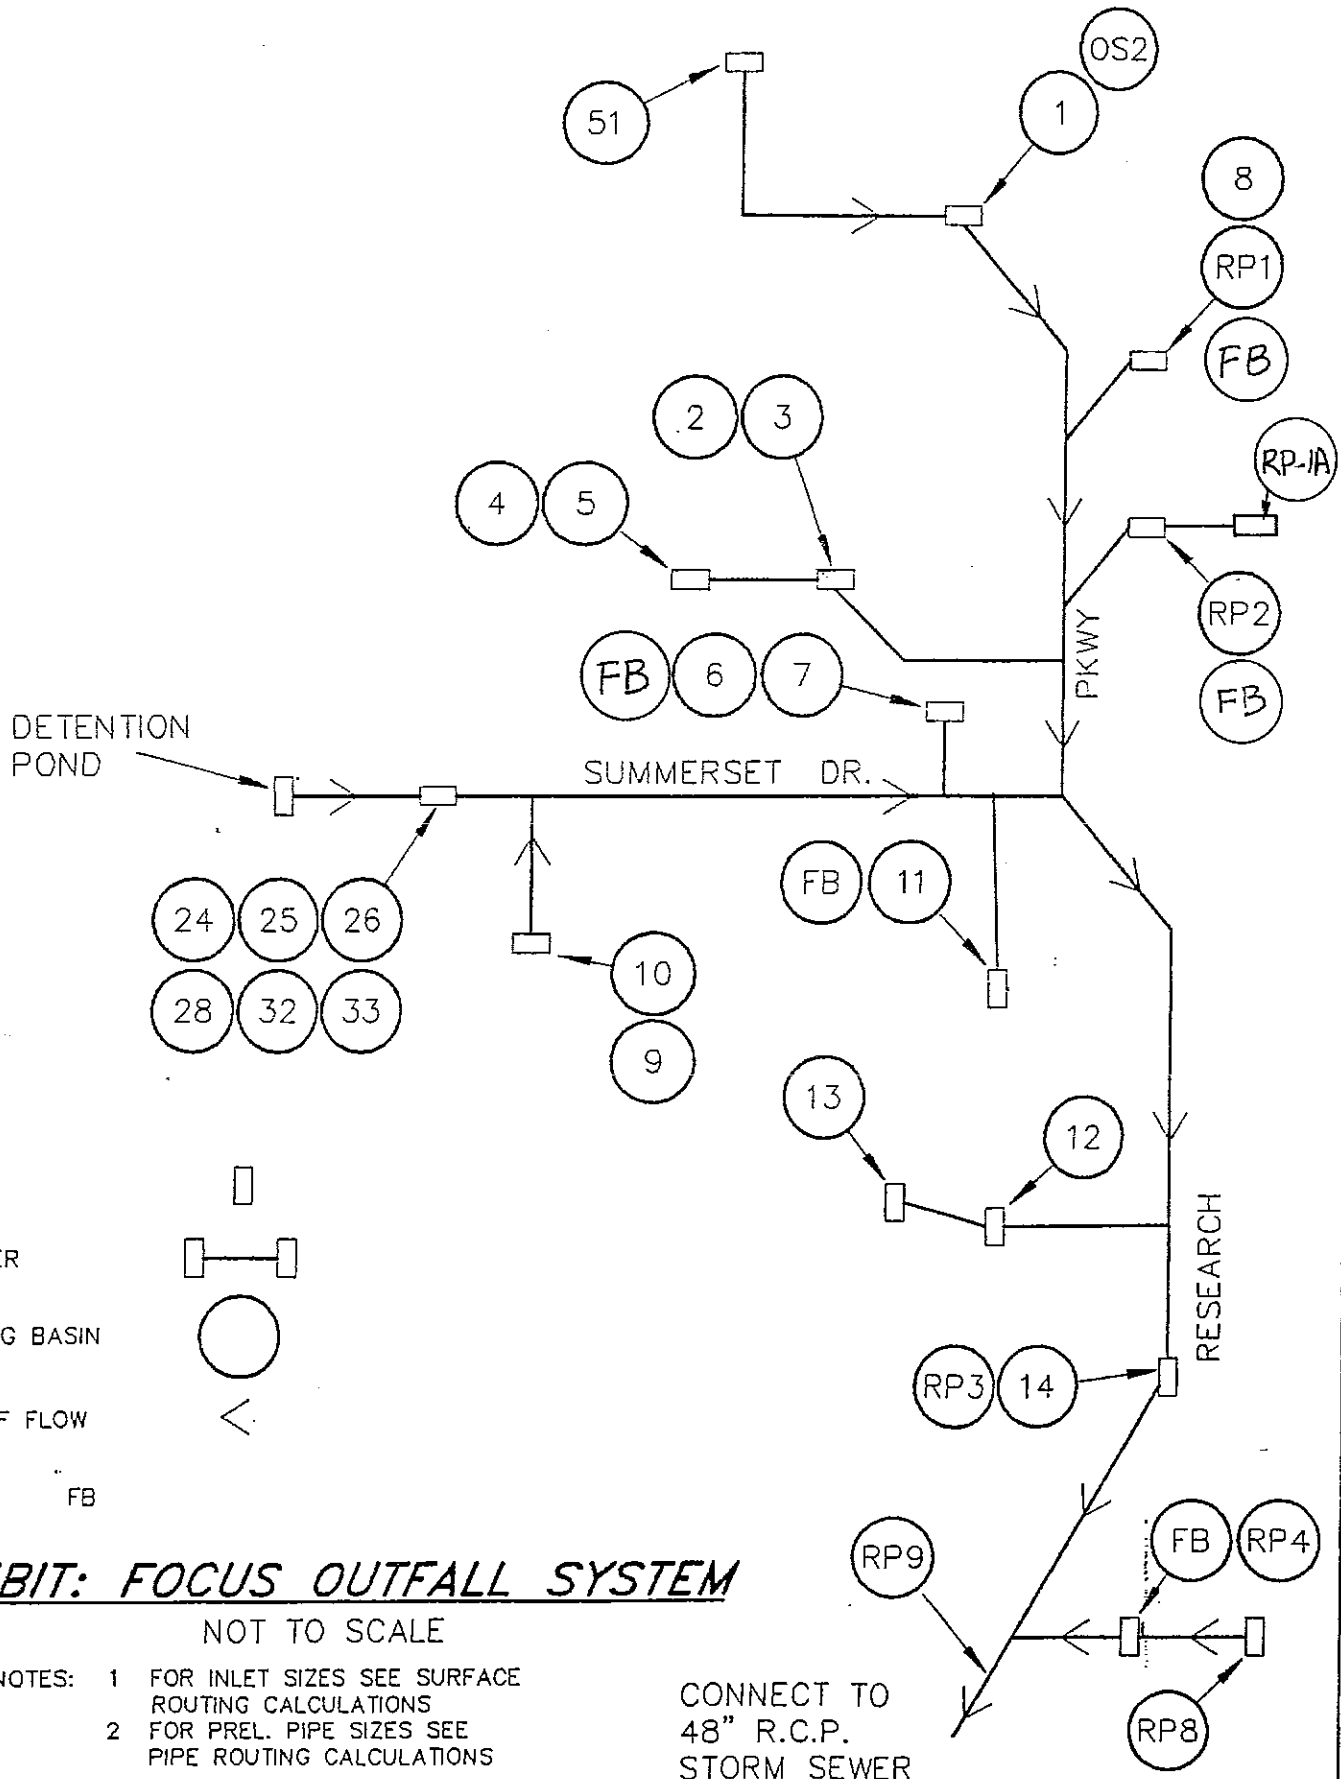 OS2
1
51
8
RP1
FB
2 3
RP-1A
4 5
RP2
FB
FB 6 7
PKWY
DETENTION
POND
SUMMERSET DR.
FB 11
24 25 26
28 32 33
10
9
13
12
RESEARCH
ER
G BASIN
RP3 14
F FLOW
FB
RP9
FB RP4
BIT: FOCUS OUTFALL SYSTEM
NOT TO SCALE
NOTES: 1 FOR INLET SIZES SEE SURFACE
ROUTING CALCULATIONS
2 FOR PREL. PIPE SIZES SEE
PIPE ROUTING CALCULATIONS
CONNECT TO
48" R.C.P.
STORM SEWER
RP8